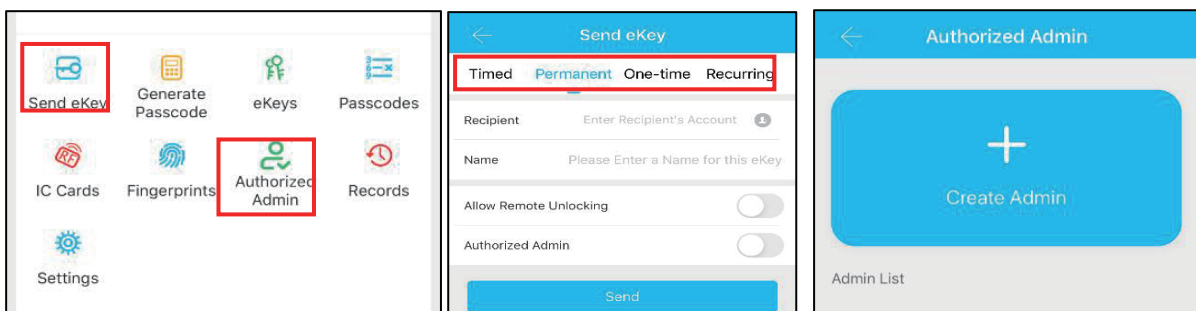 Send eKey
Generate
Passcode
eKeys
Passcodes
IC Cards
Fingerprints
Authorized
Admin
Records
Settings
Send eKey
Timed Permanent One-time Recurring
Recipient Enter Recipient's Account
Name Please Enter a Name for this eKey
Allow Remote Unlocking
Authorized Admin
Send
Authorized Admin
Create Admin
Admin List